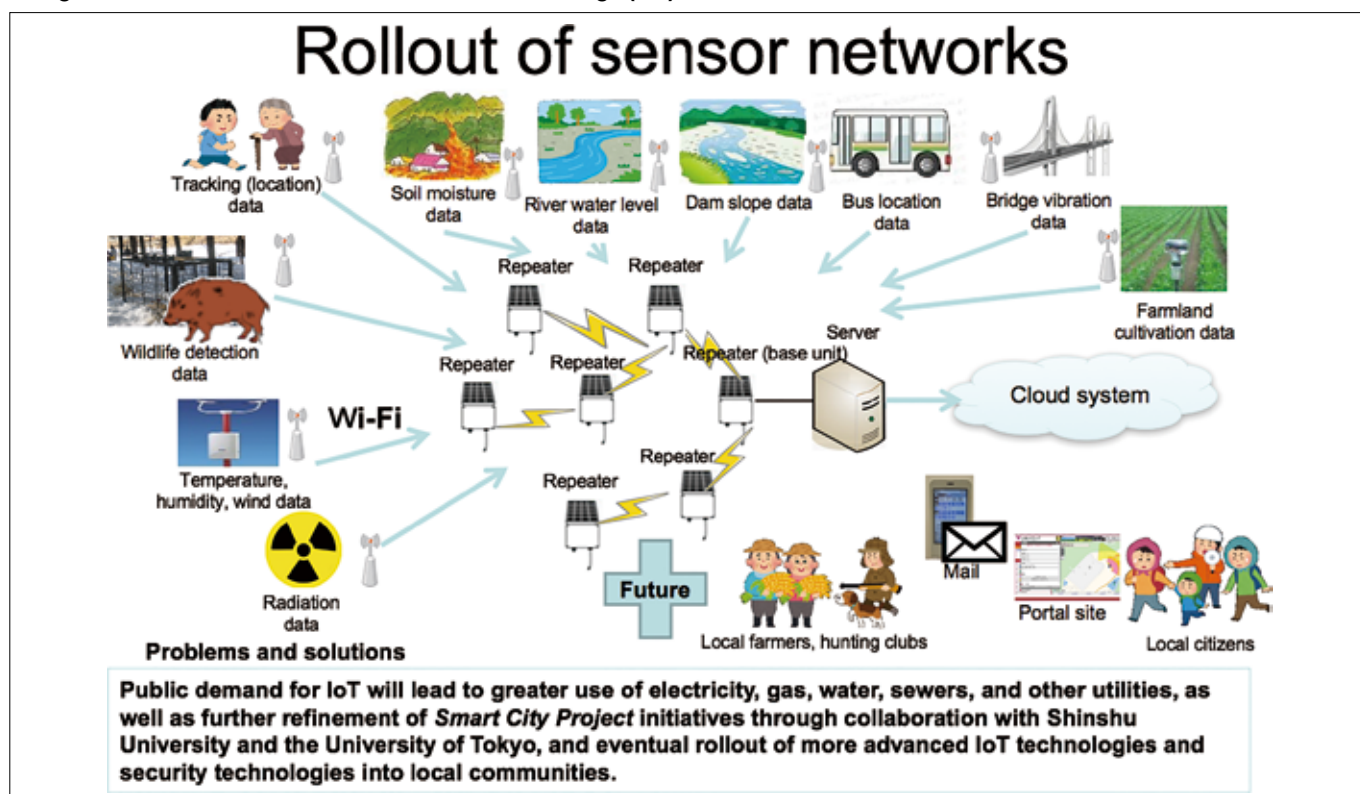 Rollout of sensor networks
Tracking (location)
data
Soil moisture
data
River water level
data
Dam slope data
Bus location
data
Bridge vibration
data
Repeater
Repeater
Farmland
cultivation data
Wildlife detection
data
Repeater
Repeater
Repeater (base unit)
Server
Cloud system
Wi-Fi
Temperature,
humidity, wind data
Repeater
Repeater
Radiation
data
Future
Local farmers, hunting clubs
Mail
Portal site
Local citizens
Problems and solutions
Public demand for IoT will lead to greater use of electricity, gas, water, sewers, and other utilities, as
well as further refinement of Smart City Project initiatives through collaboration with Shinshu
University and the University of Tokyo, and eventual rollout of more advanced IoT technologies and
security technologies into local communities.